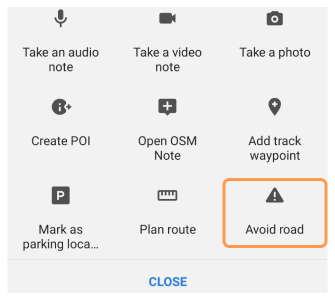 Take an audio note
Take a video note
Take a photo
Create POI
Open OSM Note
Add track waypoint
P
Mark as parking loca...
Plan route
Avoid road
CLOSE